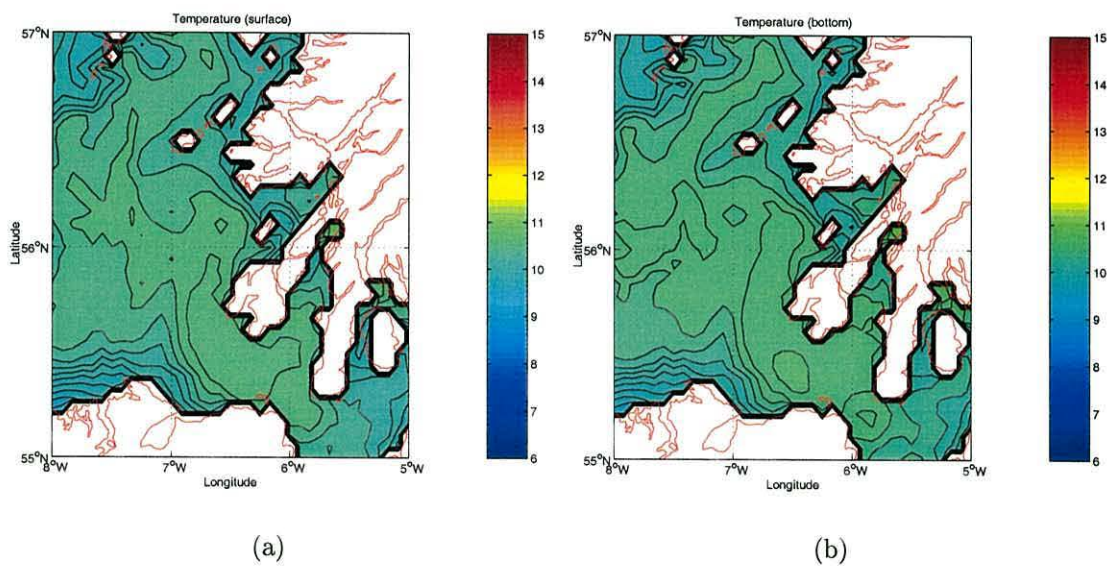 Temperature (surface)
57°N
56°N
55°N
Latitude
8°W 7°W 6°W 5°W
Longitude
15
14
13
12
11
10
9
8
7
6
(a)
Temperature (bottom)
57°N
56°N
55°N
Latitude
8°W 7°W 6°W 5°W
Longitude
15
14
13
12
11
10
9
8
7
6
(b)